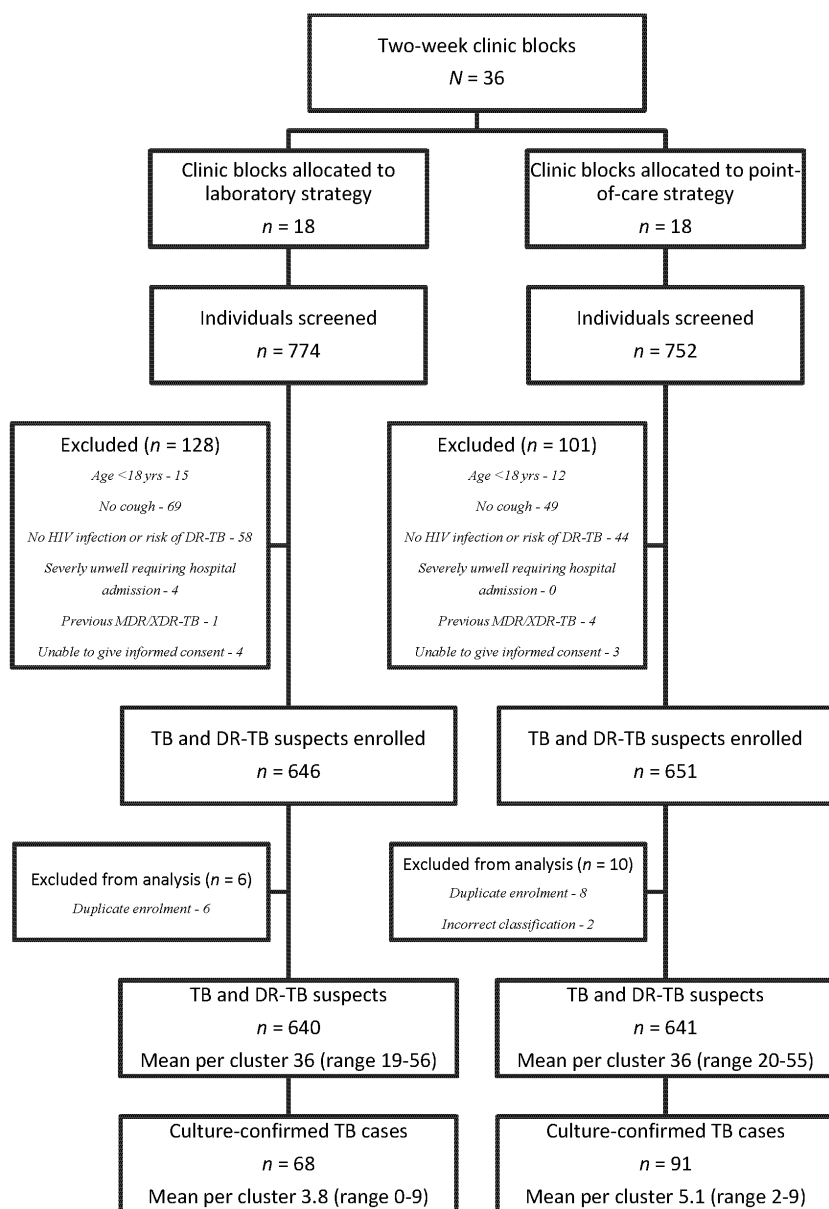 Two-week clinic blocks
N = 36
Clinic blocks allocated to
laboratory strategy
n = 18
Clinic blocks allocated to point-
of-care strategy
n = 18
Individuals screened
n = 774
Individuals screened
n = 752
Excluded (n = 128)
Age <18 yrs - 15
No cough - 69
No HIV infection or risk of DR-TB - 58
Severly unwell requiring hospital
admission - 4
Previous MDR/XDR-TB - 1
Unable to give informed consent - 4
Excluded (n = 101)
Age <18 yrs - 12
No cough - 49
No HIV infection or risk of DR-TB - 44
Severely unwell requiring hospital
admission - 0
Previous MDR/XDR-TB - 4
Unable to give informed consent - 3
TB and DR-TB suspects enrolled
n = 646
TB and DR-TB suspects enrolled
n = 651
Excluded from analysis (n = 6)
Duplicate enrolment - 6
Excluded from analysis (n = 10)
Duplicate enrolment - 8
Incorrect classification - 2
TB and DR-TB suspects
n = 640
Mean per cluster 36 (range 19-56)
TB and DR-TB suspects
n = 641
Mean per cluster 36 (range 20-55)
Culture-confirmed TB cases
n = 68
Mean per cluster 3.8 (range 0-9)
Culture-confirmed TB cases
n = 91
Mean per cluster 5.1 (range 2-9)